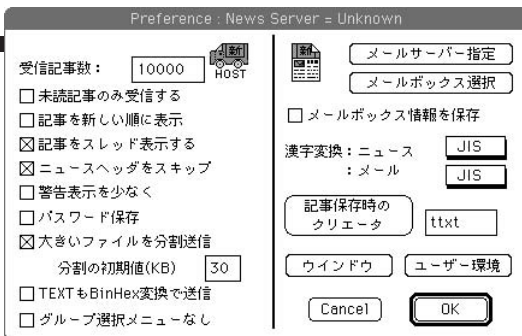 Preference : News Server = Unknown
受信記事数：
10000
新
HOST
未読記事のみ受信する
記事を新しい順に表示
記事をスレッド表示する
ニュースヘッダをスキップ
警告表示を少なく
パスワード保存
大きいファイルを分割送信
分割の初期値(KB)
30
TEXTもBinHex変換で送信
グループ選択メニューなし
新
メールサーバー指定
メールボックス選択
メールボックス情報を保存
漢字変換：ニュース
JIS
：メール
JIS
記事保存時の
クリエータ
ttxt
ウインドウ
ユーザー環境
Cancel
OK